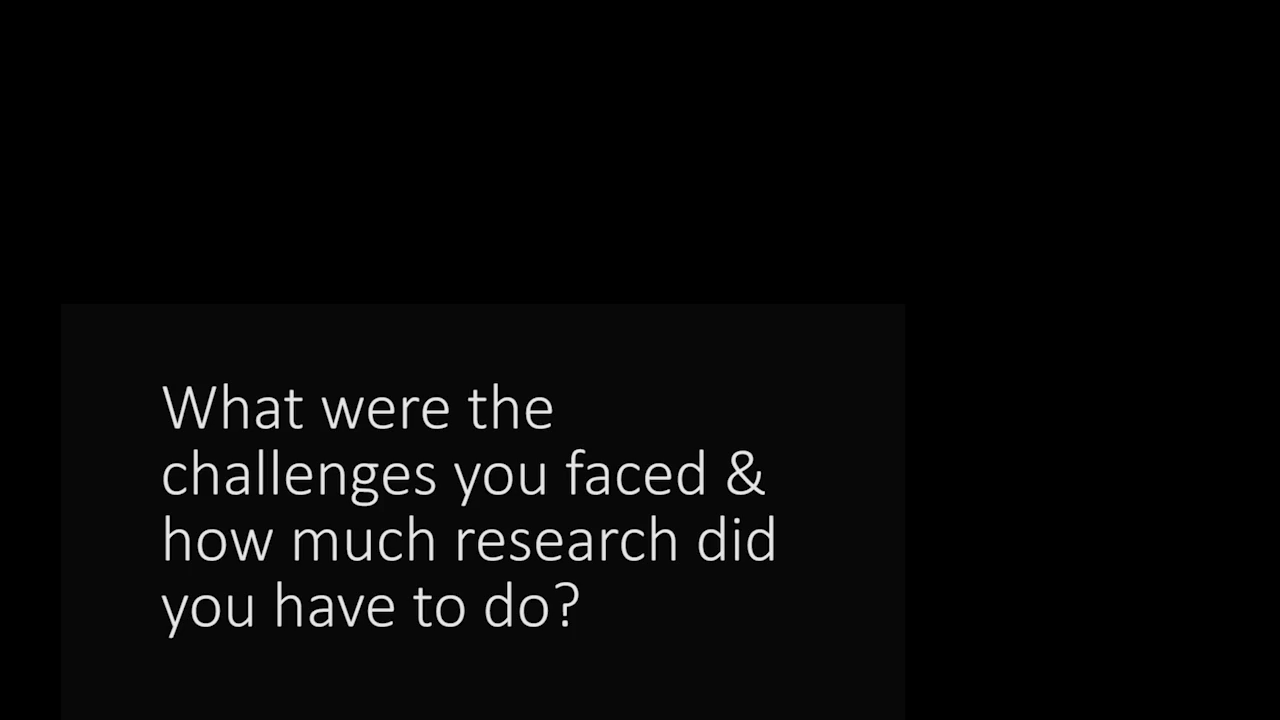 What were the
challenges you faced &
how much research did
you have to do?